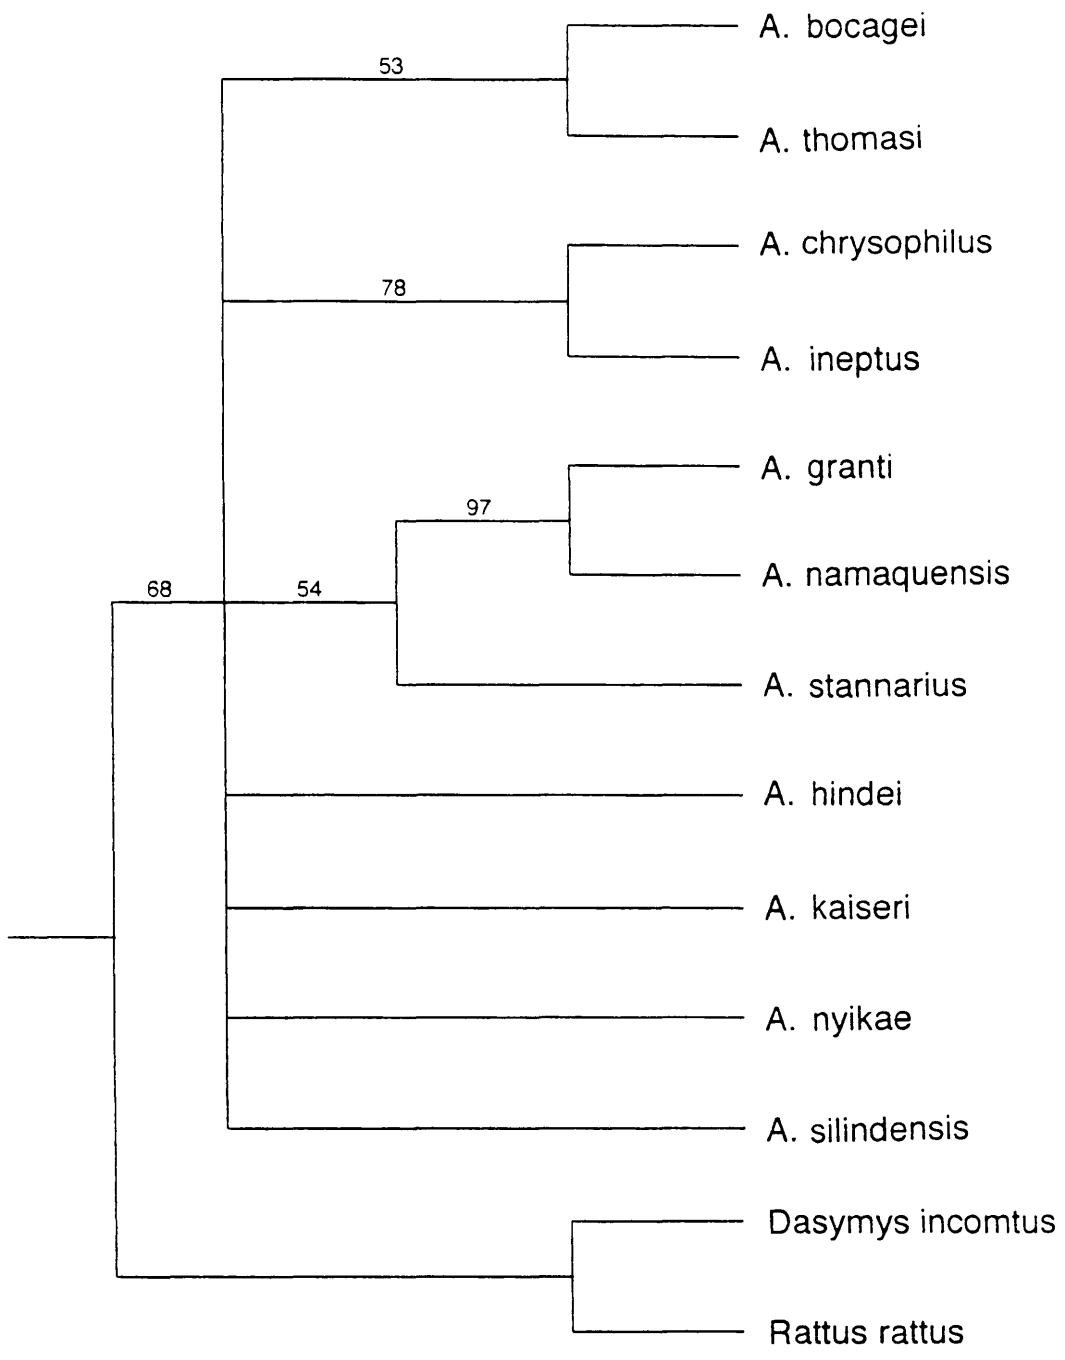 A. bocagei
53
A. thomasi
A. chrysophilus
78
A. ineptus
A. granti
97
A. namaquensis
68
54
A. stannarius
A. hindei
A. kaiseri
A. nyikae
A. silindensis
Dasymys incomtus
Rattus rattus